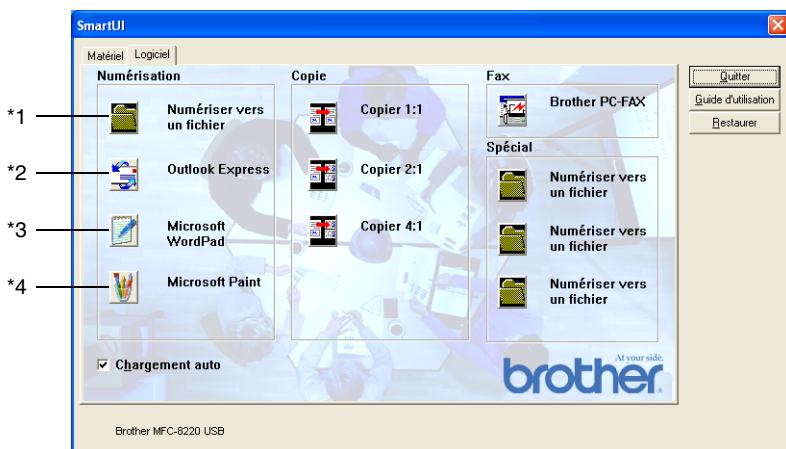 SmartUI
Matériel
Logiciel
Numérisation
*1
Numériser vers
un fichier
*2
Outlook Express
*3
Microsoft
WordPad
*4
Microsoft Paint
Copie
Copier 1:1
Copier 2:1
Copier 4:1
Fax
Brother PC-FAX
Spécial
Numériser vers
un fichier
Numériser vers
un fichier
Numériser vers
un fichier
Quitter
Guide d'utilisation
Restaurer
Chargement auto
At your side.
brother
Brother MFC-8220 USB